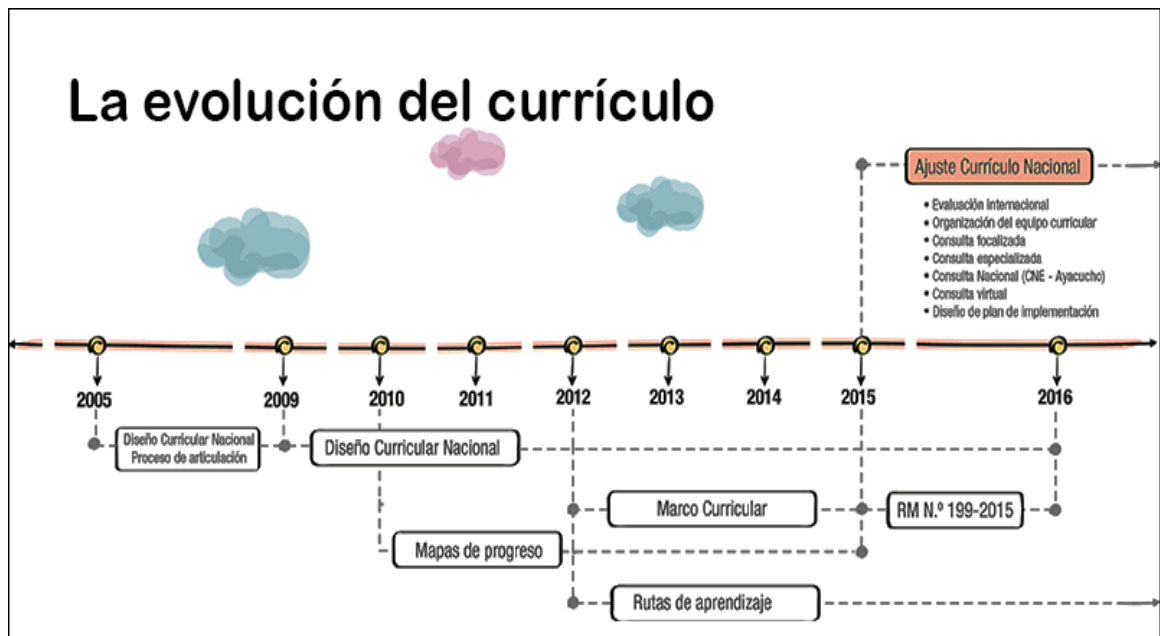 La evolución del currículo
Ajuste Currículo Nacional
• Evaluación internacional
• Organización del equipo curricular
• Consulta focalizada
• Consulta especializada
• Consulta Nacional (CNE - Ayacucho)
• Consulta virtual
• Diseño de plan de implementación
2005
2009
2010
2011
2012
2013
2014
2015
2016
Diseño Curricular Nacional
Proceso de articulación
Diseño Curricular Nacional
Marco Curricular
RM N.º 199-2015
Mapas de progreso
Rutas de aprendizaje